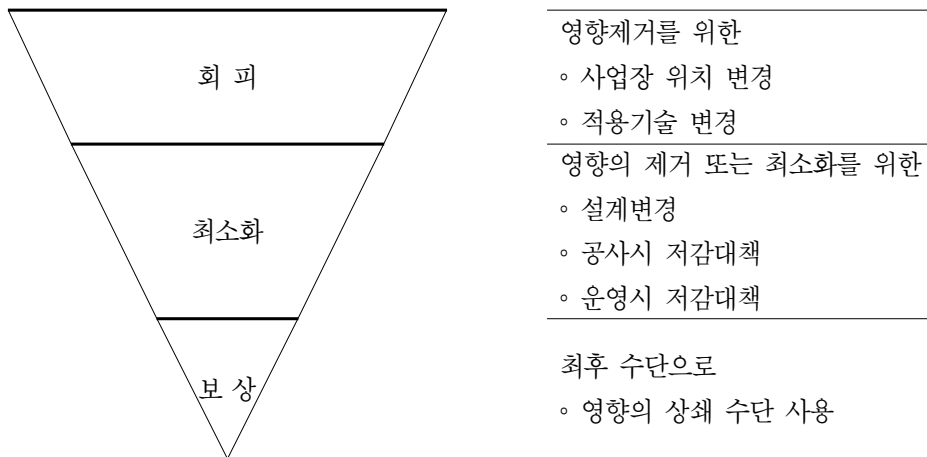 회 피
영향제거를 위한
◦ 사업장 위치 변경
◦ 적용기술 변경
최소화
영향의 제거 또는 최소화를 위한
◦ 설계변경
◦ 공사시 저감대책
◦ 운영시 저감대책
보 상
최후 수단으로
◦ 영향의 상쇄 수단 사용